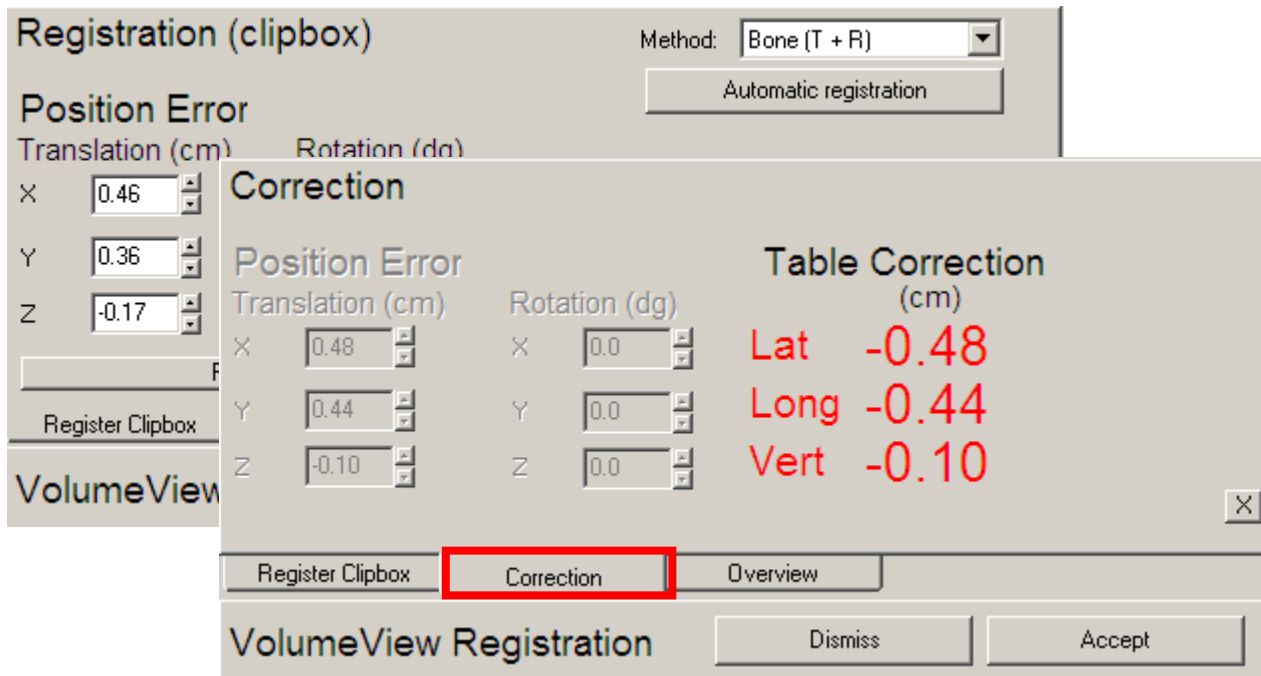 Registration (clipbox)
Method: Bone (T + R)
Automatic registration
Position Error
Translation (cm) Rotation (dg)
X 0.46
Y 0.36
Z -0.17
Register Clipbox
VolumeView
Correction
Position Error
Table Correction
(cm)
Translation (cm) Rotation (dg)
X 0.48 X 0.0 Lat -0.48
Y 0.44 Y 0.0 Long -0.44
Z -0.10 Z 0.0 Vert -0.10
X
Register Clipbox Correction Overview
VolumeView Registration Dismiss Accept